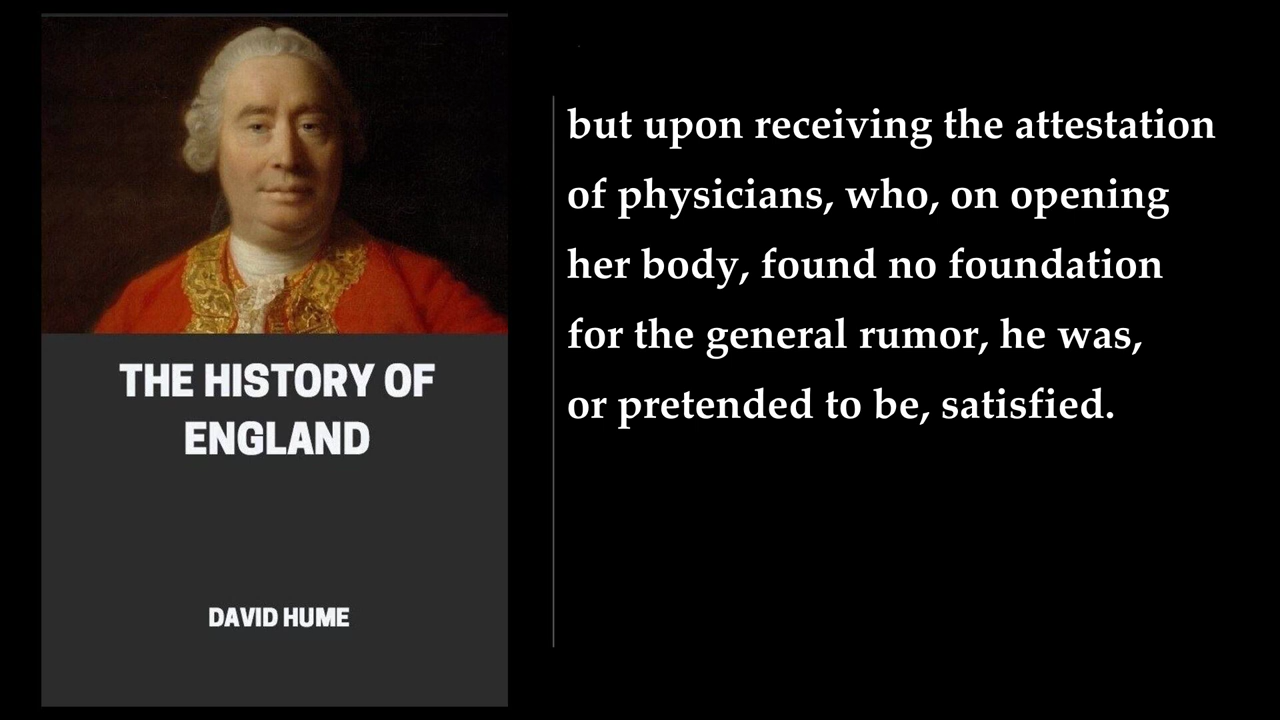 THE HISTORY OF
ENGLAND
DAVID HUME
but upon receiving the attestation
of physicians, who, on opening
her body, found no foundation
for the general rumor, he was,
or pretended to be, satisfied.